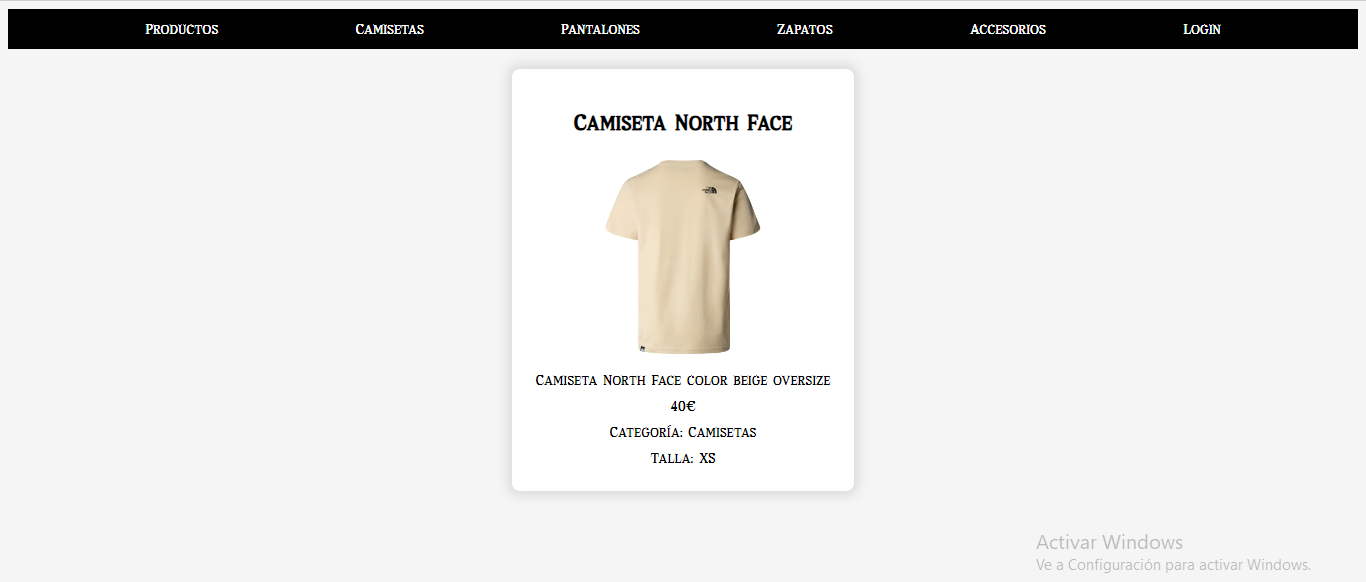 Productos Camisetas Pantalones Zapatos Accesorios Login
Camiseta North Face
Camiseta North Face color beige oversize
40€
Categoría: Camisetas
Talla: XS
Activar Windows
Ve a Configuración para activar Windows.